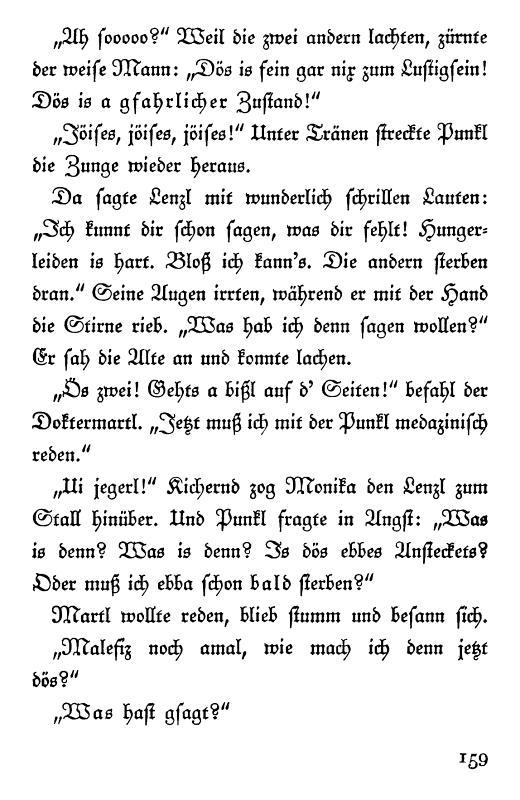 „Ah sooooo?“ Weil die zwei andern lachten, zürnte
der weise Mann: „Dös is fein gar nix zum Lustigsein!
Dös is a gfahrlicher Zustand!“
„Jöises, jöises, jöises!“ Unter Tränen streckte Punkl
die Zunge wieder heraus.
Da sagte Lenzl mit wunderlich schrillen Lauten:
„Ich kunnt dir schon sagen, was dir fehlt! Hunger-
leiden is hart. Bloß ich kann's. Die andern sterben
dran.“ Seine Augen irrten, während er mit der Hand
die Stirne rieb. „Was hab ich denn sagen wollen?“
Er sah die Alte an und konnte lachen.
„Ös zwei! Gehts a bißl auf d' Seiten!“ befahl der
Doktermartl. „Jetzt muß ich mit der Punkl medazinisch
reden.“
„Ui jegerl!“ Kichernd zog Monika den Lenzl zum
Stall hinüber. Und Punkl fragte in Angst: „Was
is denn? Was is denn? Is dös ebbes Ansteckets?
Oder muß ich ebba schon bald sterben?“
Martl wollte reden, blieb stumm und besann sich.
„Malefiz noch amal, wie mach ich denn jetzt
dös?“
„Was hast gsagt?“
159